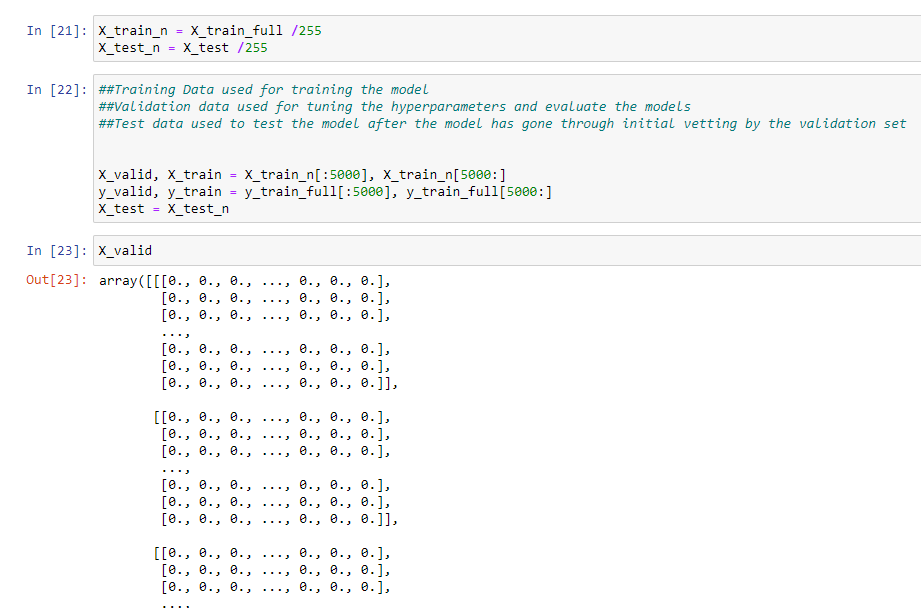 In [21]: X_train_n = X_train_full /255
X_test_n = X_test /255
In [22]: ##Training Data used for training the model
##Validation data used for tuning the hyperparameters and evaluate the models
##Test data used to test the model after the model has gone through initial vetting by the validation set
X_valid, X_train = X_train_n[:5000], X_train_n[5000:]
y_valid, y_train = y_train_full[:5000], y_train_full[5000:]
X_test = X_test_n
In [23]: X_valid
Out[23]: array([[[0., 0., 0., ..., 0., 0., 0.],
[0., 0., 0., ..., 0., 0., 0.],
[0., 0., 0., ..., 0., 0., 0.],
...,
[0., 0., 0., ..., 0., 0., 0.],
[0., 0., 0., ..., 0., 0., 0.],
[0., 0., 0., ..., 0., 0., 0.]],
[[0., 0., 0., ..., 0., 0., 0.],
[0., 0., 0., ..., 0., 0., 0.],
[0., 0., 0., ..., 0., 0., 0.],
...,
[0., 0., 0., ..., 0., 0., 0.],
[0., 0., 0., ..., 0., 0., 0.],
[0., 0., 0., ..., 0., 0., 0.]],
[[0., 0., 0., ..., 0., 0., 0.],
[0., 0., 0., ..., 0., 0., 0.],
[0., 0., 0., ..., 0., 0., 0.],
...,